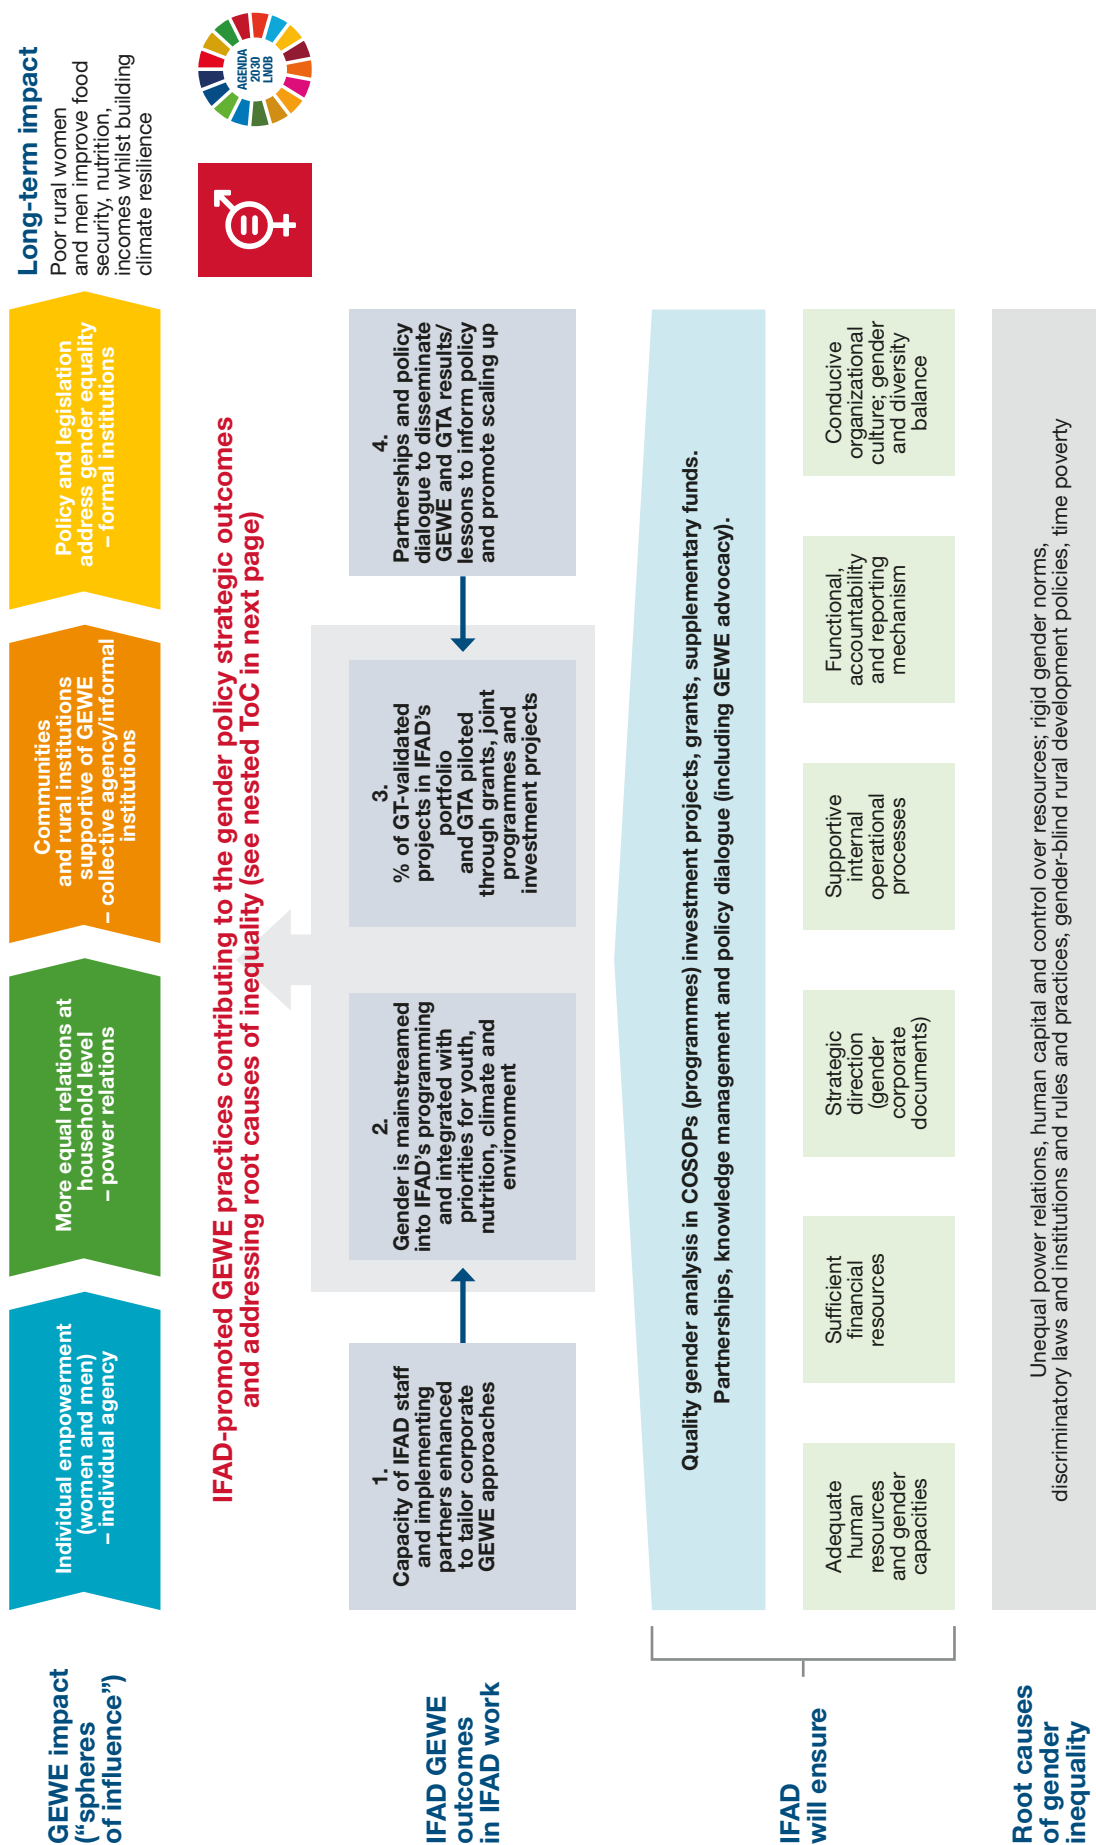 GEWE impact
(“spheres
of influence”)
Individual empowerment
(women and men)
– individual agency
More equal relations at
household level
– power relations
Communities
and rural institutions
supportive of GEWE
– collective agency/informal
institutions
Policy and legislation
address gender equality
– formal institutions
Long-term impact
Poor rural women
and men improve food
security, nutrition,
incomes whilst building
climate resilience
AGENDA
2030
LNOB
IFAD-promoted GEWE practices contributing to the gender policy strategic outcomes
and addressing root causes of inequality (see nested ToC in next page)
IFAD GEWE
outcomes
in IFAD work
1.
Capacity of IFAD staff
and implementing
partners enhanced
to tailor corporate
GEWE approaches
2.
Gender is mainstreamed
into IFAD’s programming
and integrated with
priorities for youth,
nutrition, climate and
environment
3.
% of GT-validated
projects in IFAD’s
portfolio
and GTA piloted
through grants, joint
programmes and
investment projects
4.
Partnerships and policy
dialogue to disseminate
GEWE and GTA results/
lessons to inform policy
and promote scaling up
IFAD
will ensure
Quality gender analysis in COSOPs (programmes) investment projects, grants, supplementary funds.
Partnerships, knowledge management and policy dialogue (including GEWE advocacy).
Adequate
human
resources
and gender
capacities
Sufficient
financial
resources
Strategic
direction
(gender
corporate
documents)
Supportive
internal
operational
processes
Functional,
accountability
and reporting
mechanism
Conducive
organizational
culture; gender
and diversity
balance
Root causes
of gender
inequality
Unequal power relations, human capital and control over resources; rigid gender norms,
discriminatory laws and institutions and rules and practices, gender-blind rural development policies, time poverty